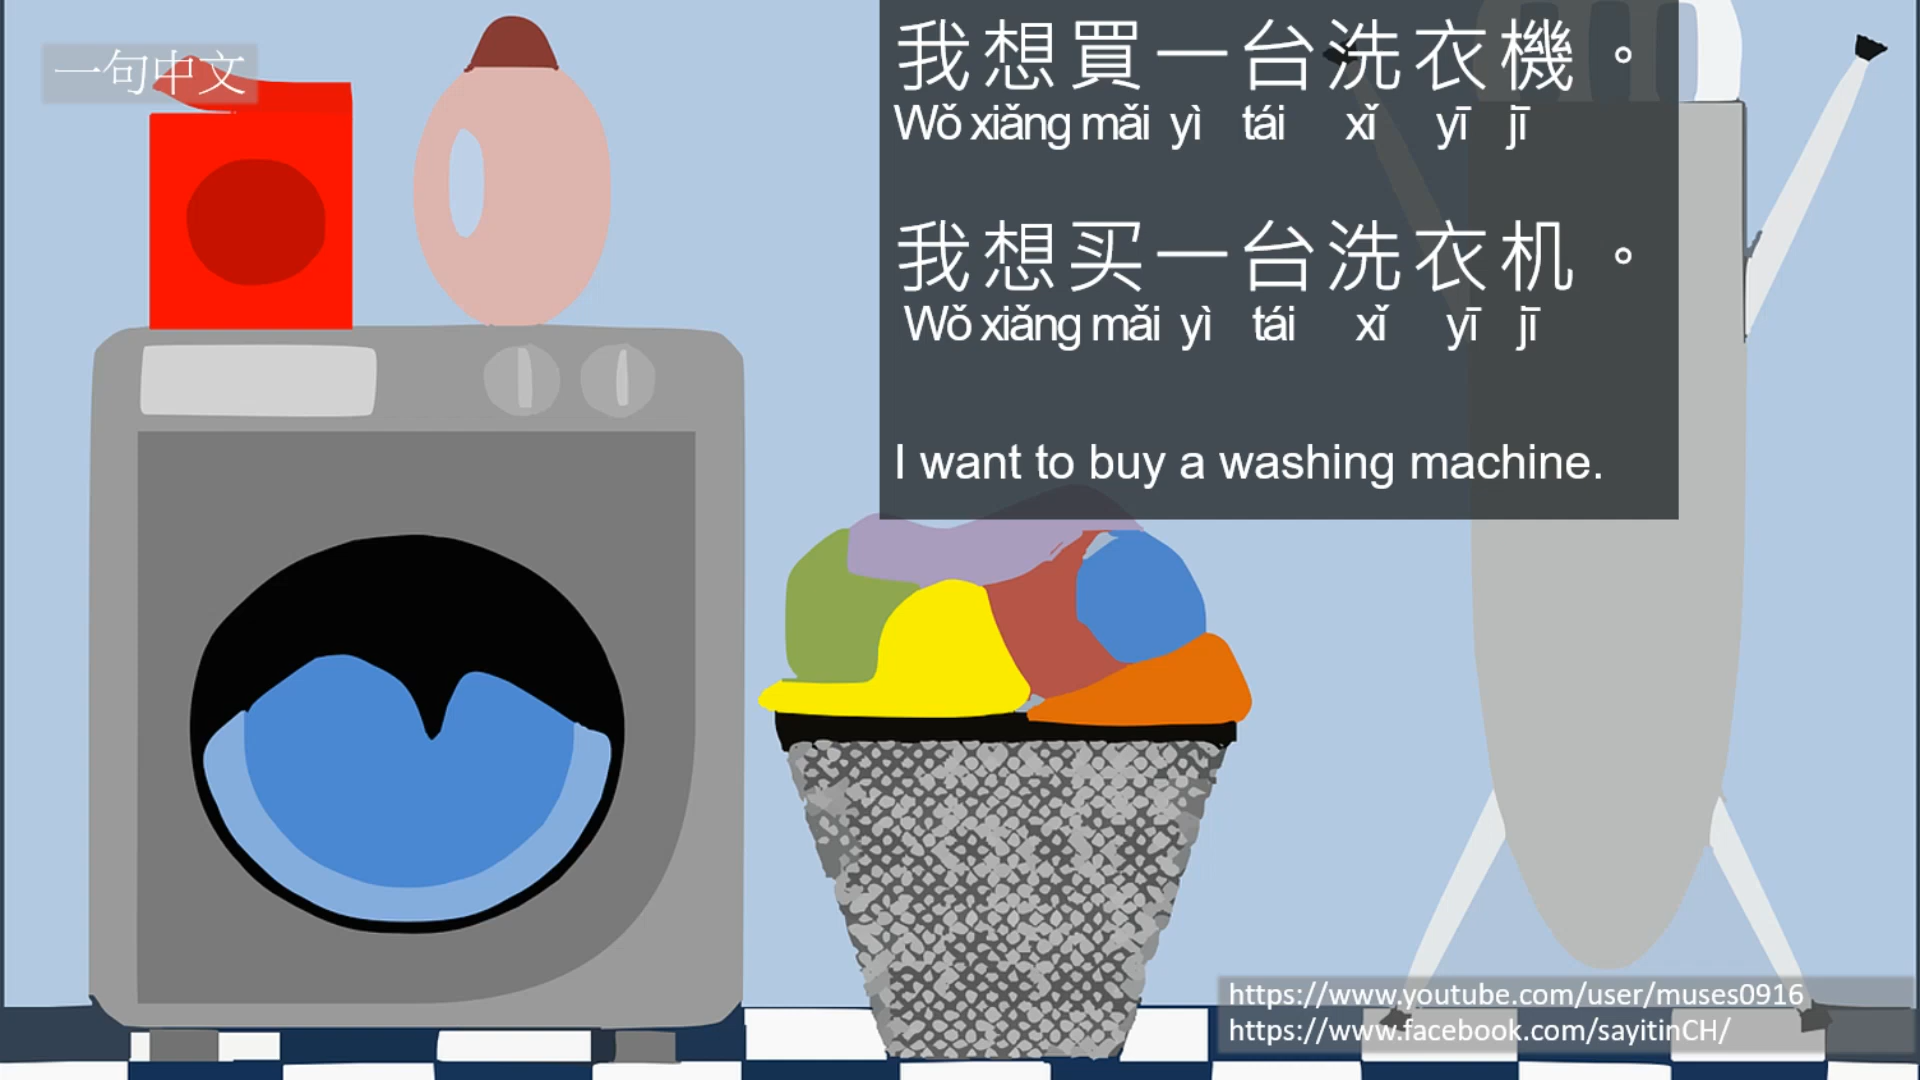 一句中文
我想買一台洗衣機。
Wǒ xiǎng mǎi yì tái xǐ yī jī
我想买一台洗衣机。
Wǒ xiǎng mǎi yì tái xǐ yī jī
I want to buy a washing machine.
https://www.youtube.com/user/muses0916
https://www.facebook.com/sayitinCH/